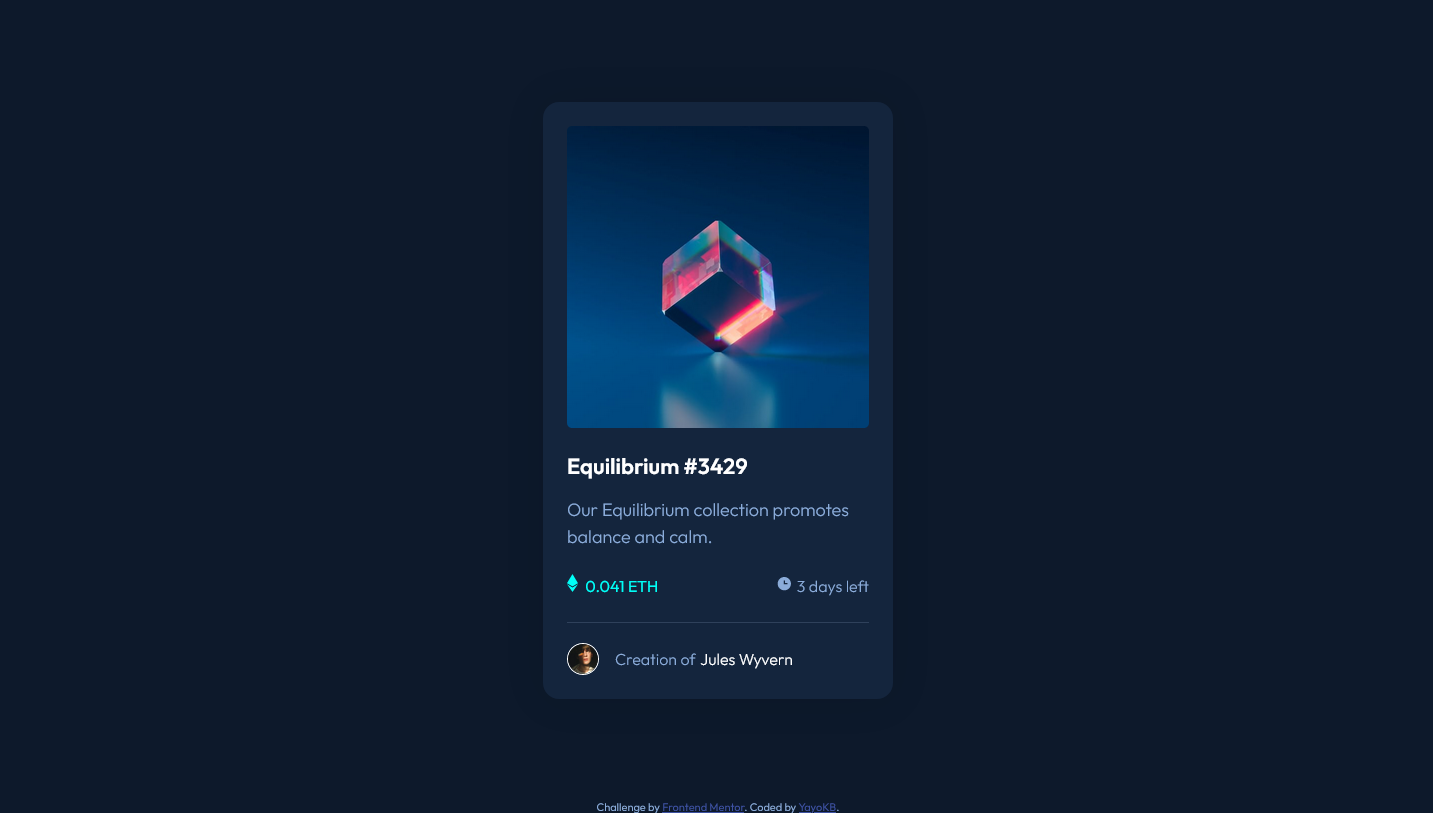 Equilibrium #3429
Our Equilibrium collection promotes
balance and calm.
0.041 ETH
3 days left
Creation of Jules Wyvern
Challenge by Frontend Mentor. Coded by YayoKB.